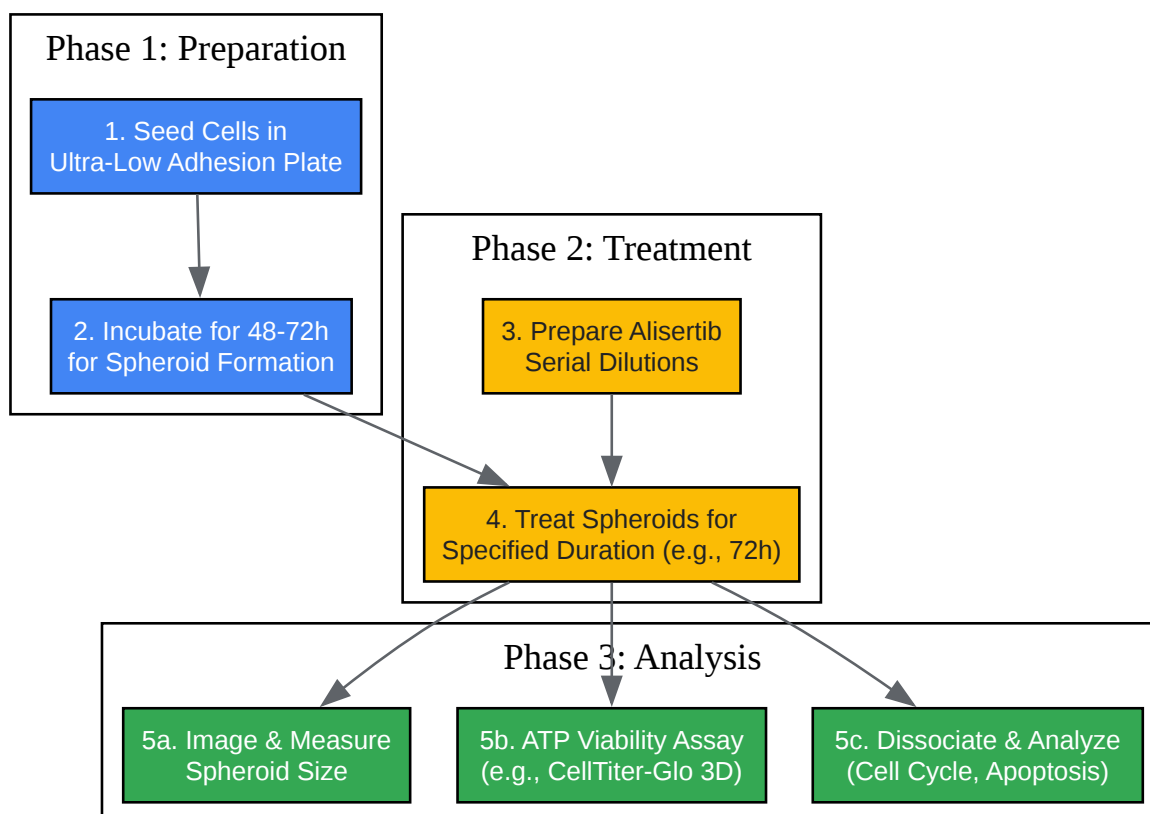 Phase 1: Preparation
1. Seed Cells in
Ultra-Low Adhesion Plate
2. Incubate for 48-72h
for Spheroid Formation
Phase 2: Treatment
3. Prepare Alisertib
Serial Dilutions
4. Treat Spheroids for
Specified Duration (e.g., 72h)
Phase 3: Analysis
5a. Image & Measure
Spheroid Size
5b. ATP Viability Assay
(e.g., CellTiter-Glo 3D)
5c. Dissociate & Analyze
(Cell Cycle, Apoptosis)